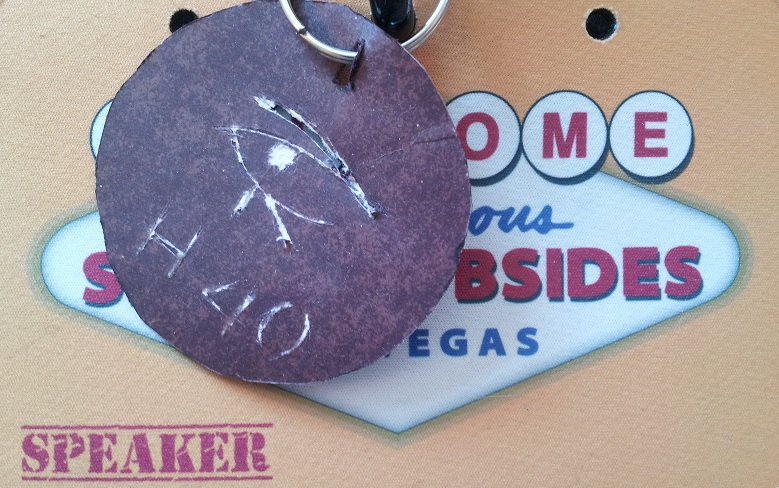 OME
ous
S BSIDES
EGAS
H 40
SPEAKER